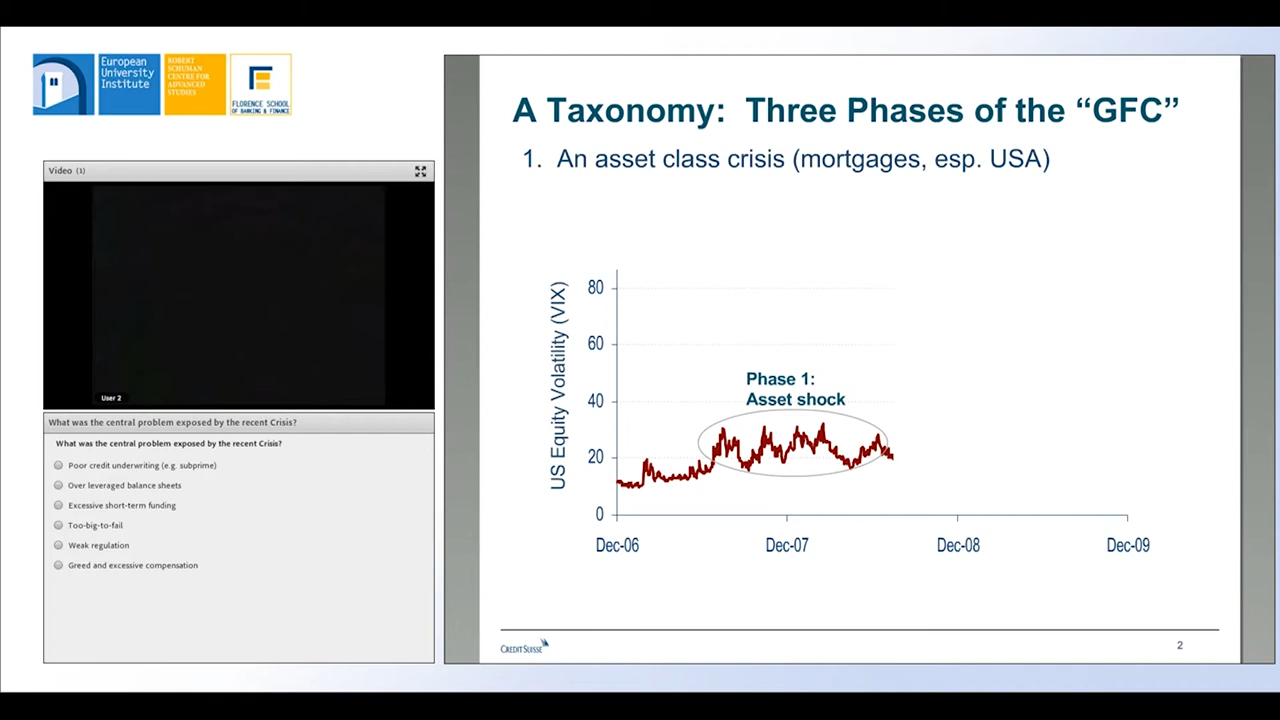 European
University
Institute
ROBERT
SCHUMAN
CENTRE FOR
ADVANCED
STUDIES
FLORENCE SCHOOL
OF BANKING & FINANCE
Video (1)
User 2
What was the central problem exposed by the recent Crisis?
What was the central problem exposed by the recent Crisis?
Poor credit underwriting (e.g. subprime)
Over leveraged balance sheets
Excessive short-term funding
Too-big-to-fail
Weak regulation
Greed and excessive compensation
A Taxonomy: Three Phases of the “GFC”
1. An asset class crisis (mortgages, esp. USA)
US Equity Volatility (VIX)
80
60
40
20
0
Phase 1:
Asset shock
Dec-06 Dec-07 Dec-08 Dec-09
CREDIT SUISSE
2